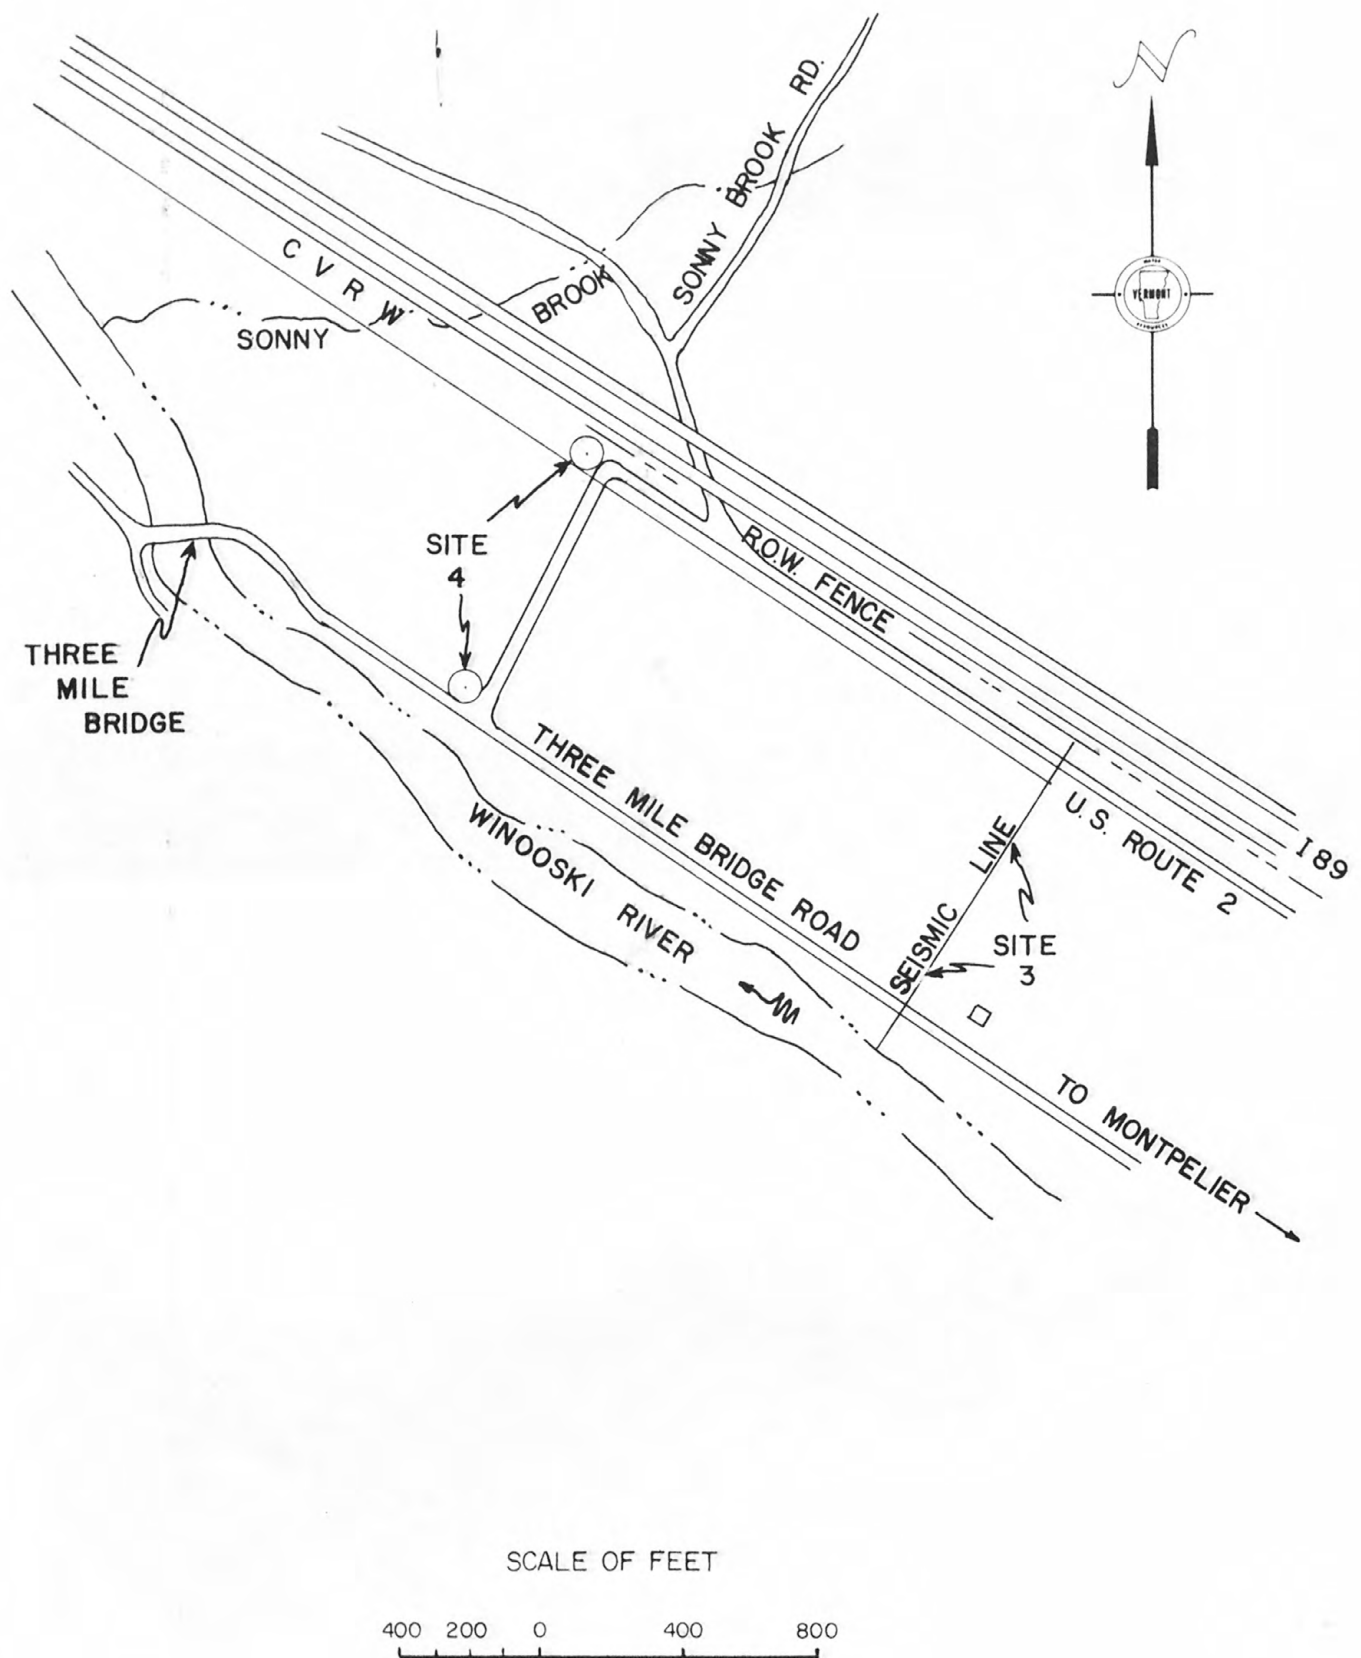 N
SONNY BROOK RD.
C V R W
BROOK
SONNY
VERMONT
SITE
4
R.O.W. FENCE
THREE
MILE
BRIDGE
THREE MILE BRIDGE ROAD
WINOOSKI RIVER
U.S. ROUTE 2
I 89
SEISMIC LINE
SITE
3
TO MONTPELIER
SCALE OF FEET
400 200 0 400 800